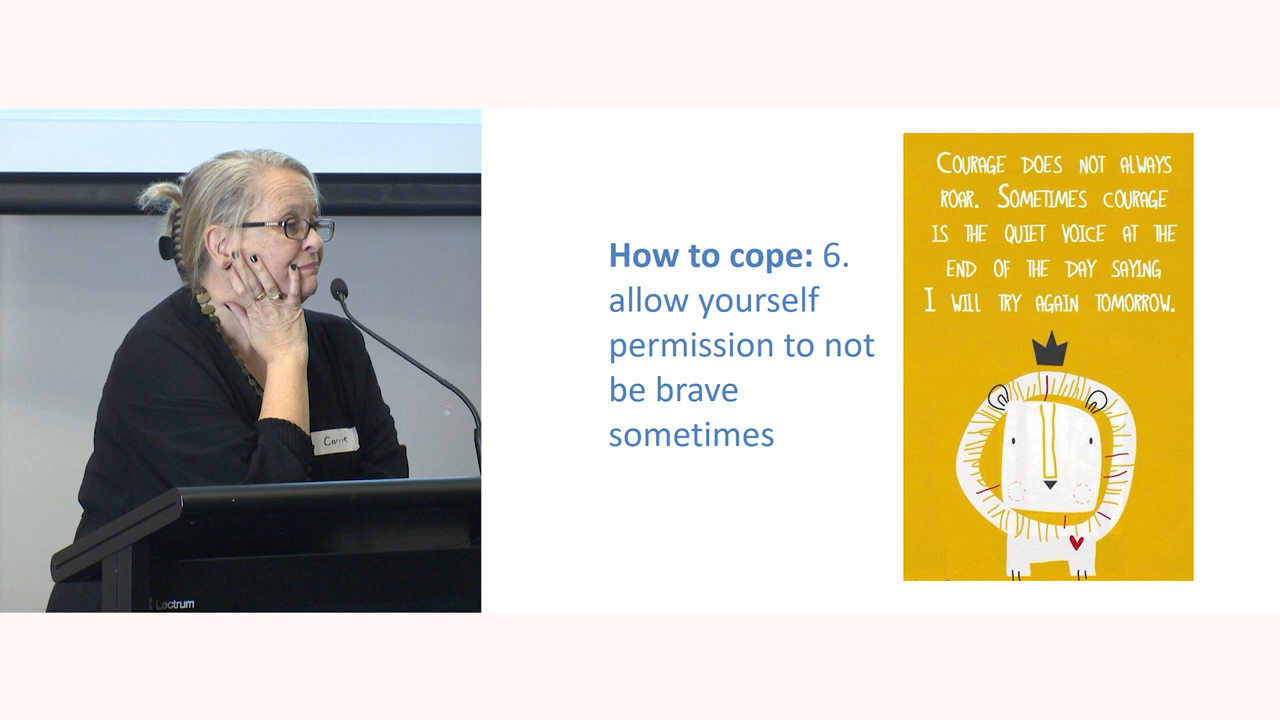 Carrie
Lectrum
How to cope: 6.
allow yourself
permission to not
be brave
sometimes
COURAGE DOES NOT ALWAYS
ROAR. SOMETIMES COURAGE
IS THE QUIET VOICE AT THE
END OF THE DAY SAYING
I WILL TRY AGAIN TOMORROW.